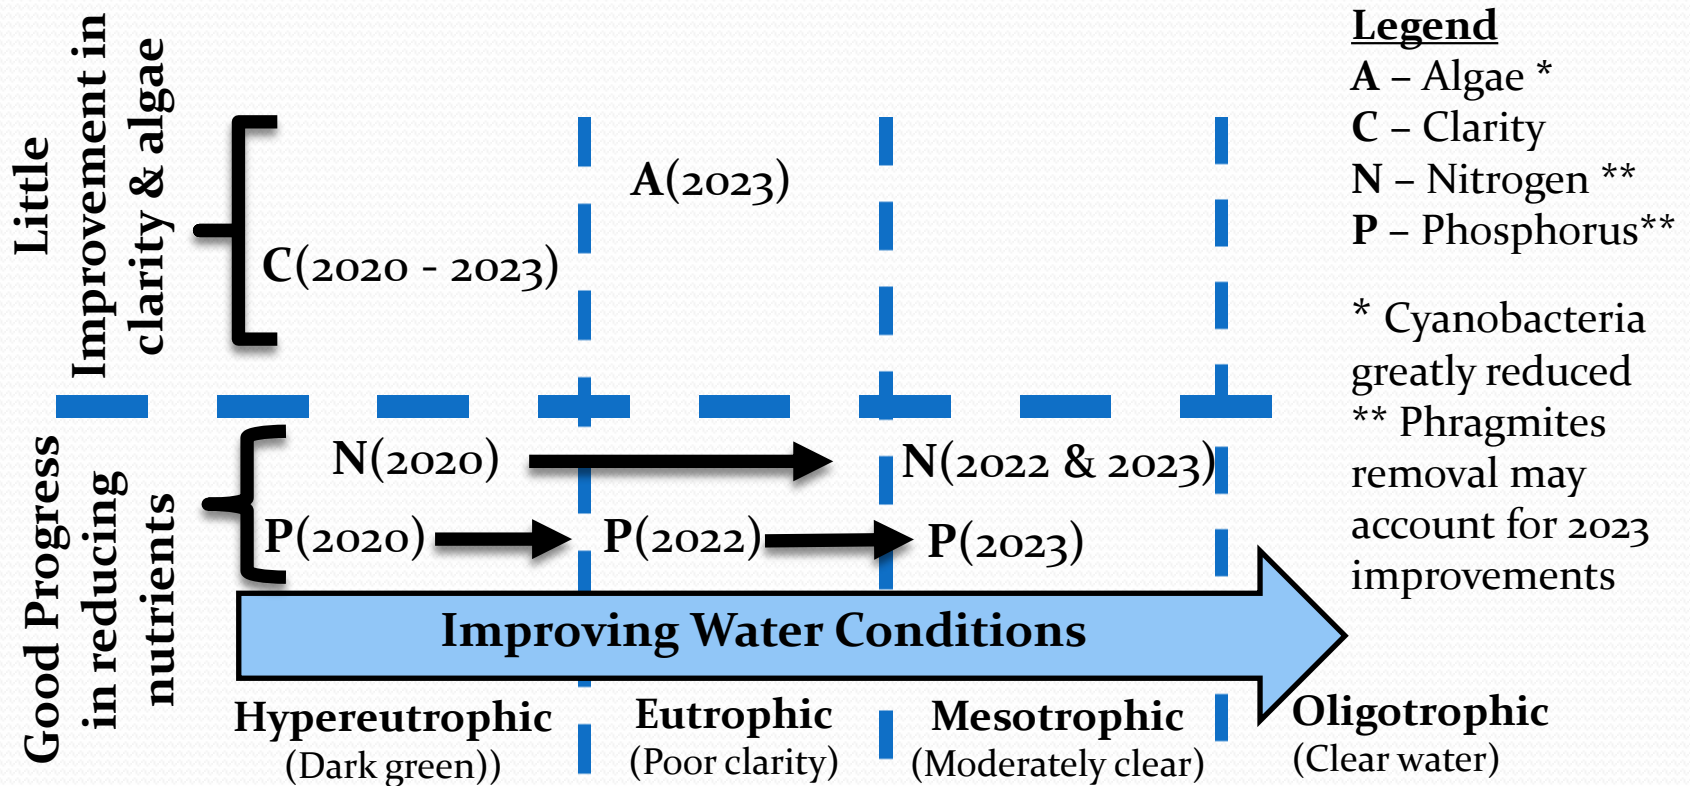 Little
Improvement in
clarity & algae
A(2023)
C(2020 - 2023)
Good Progress
in reducing
nutrients
N(2020)
N(2022 & 2023)
P(2020)
P(2022)
P(2023)
Improving Water Conditions
Hypereutrophic
(Dark green))
Eutrophic
(Poor clarity)
Mesotrophic
(Moderately clear)
Oligotrophic
(Clear water)
Legend
A – Algae *
C – Clarity
N – Nitrogen **
P – Phosphorus**
* Cyanobacteria
greatly reduced
** Phragmites
removal may
account for 2023
improvements